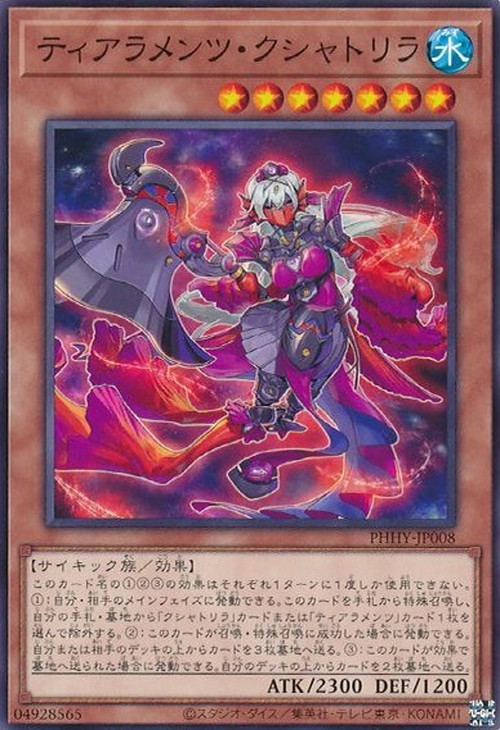 ティアラメンツ・クシャトリラ
水
PHHY-JP008
【サイキック族/効果】
このカード名の①②③の効果はそれぞれ1ターンに1度しか使用できない。
①:自分・相手のメインフェイズに発動できる。このカードを手札から特殊召喚し、
自分の手札・墓地から「クシャトリラ」カードまたは「ティアラメンツ」カード1枚を
選んで除外する。②:このカードが召喚・特殊召喚に成功した場合に発動できる。
自分または相手のデッキの上からカードを3枚墓地へ送る。③:このカードが効果で
墓地へ送られた場合に発動できる。自分のデッキの上からカードを2枚墓地へ送る。
ATK/2300 DEF/1200
04928565
©スタジオ・ダイス/集英社・テレビ東京・KONAMI